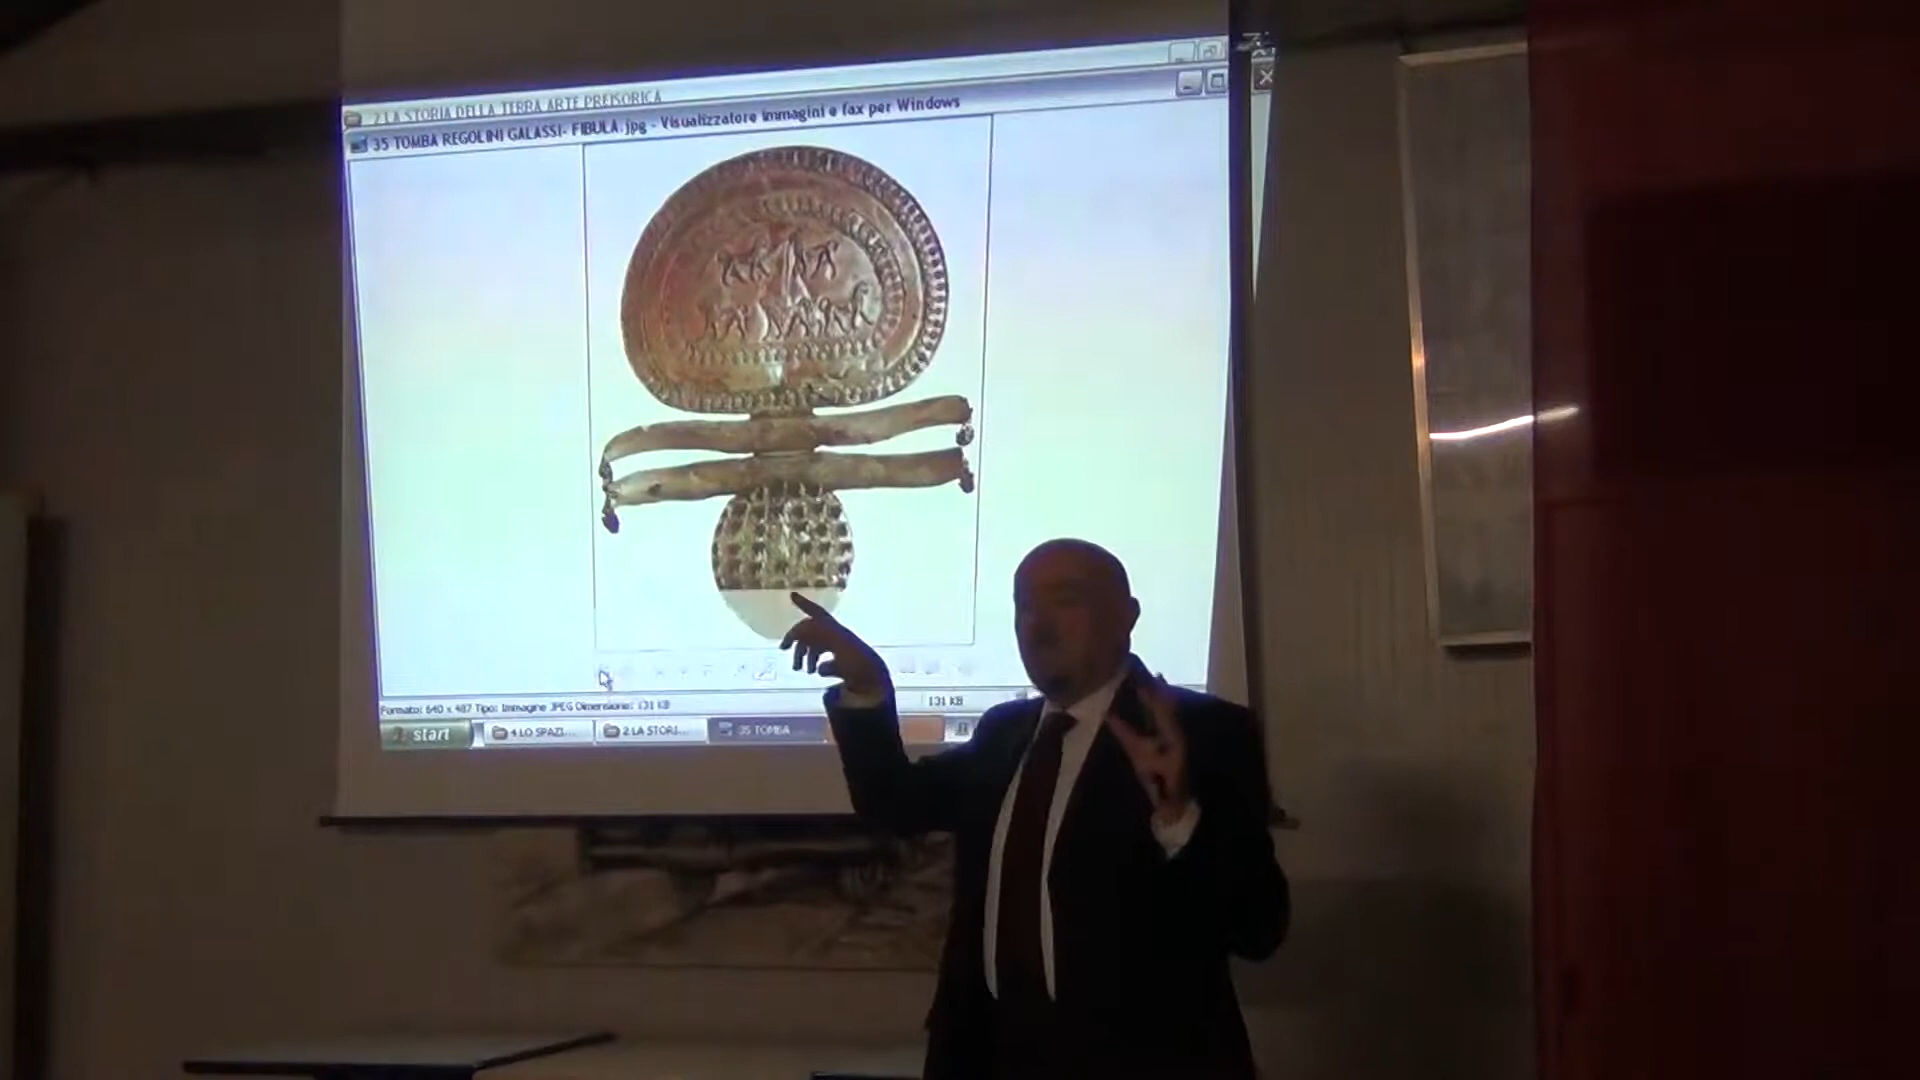 2 LA STORIA DELLA TERRA ARTE PREISORICA
35 TOMBA REGOLINI GALASSI- FIBULA.jpg - Visualizzatore immagini e fax per Windows
Formato: 640 x 487 Tipo: Immagine JPEG Dimensione: 131 KB
131 KB
start
4 LO SPAZI...
2 LA STORI...
35 TOMBA ...